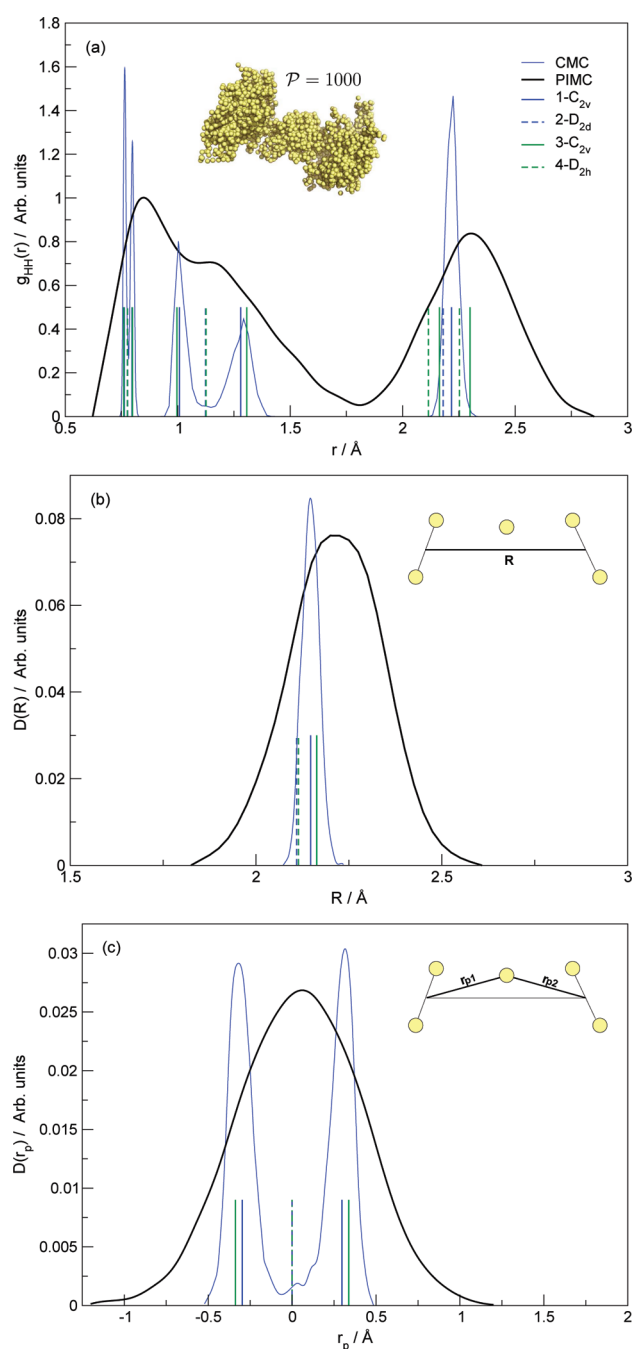 (a)
𝒫 = 1000
CMC
PIMC
1-C2v
2-D2d
3-C2v
4-D2h
gHH(r) / Arb. units
1.8
1.6
1.4
1.2
1
0.8
0.6
0.4
0.2
0
0.5 1 1.5 2 2.5 3
r / Å
(b)
R
D(R) / Arb. units
0.08
0.06
0.04
0.02
0
1.5 2 2.5 3
R / Å
(c)
rp1 rp2
D(rp) / Arb. units
0.03
0.025
0.02
0.015
0.01
0.005
0
-1 -0.5 0 0.5 1 1.5 2
rp / Å